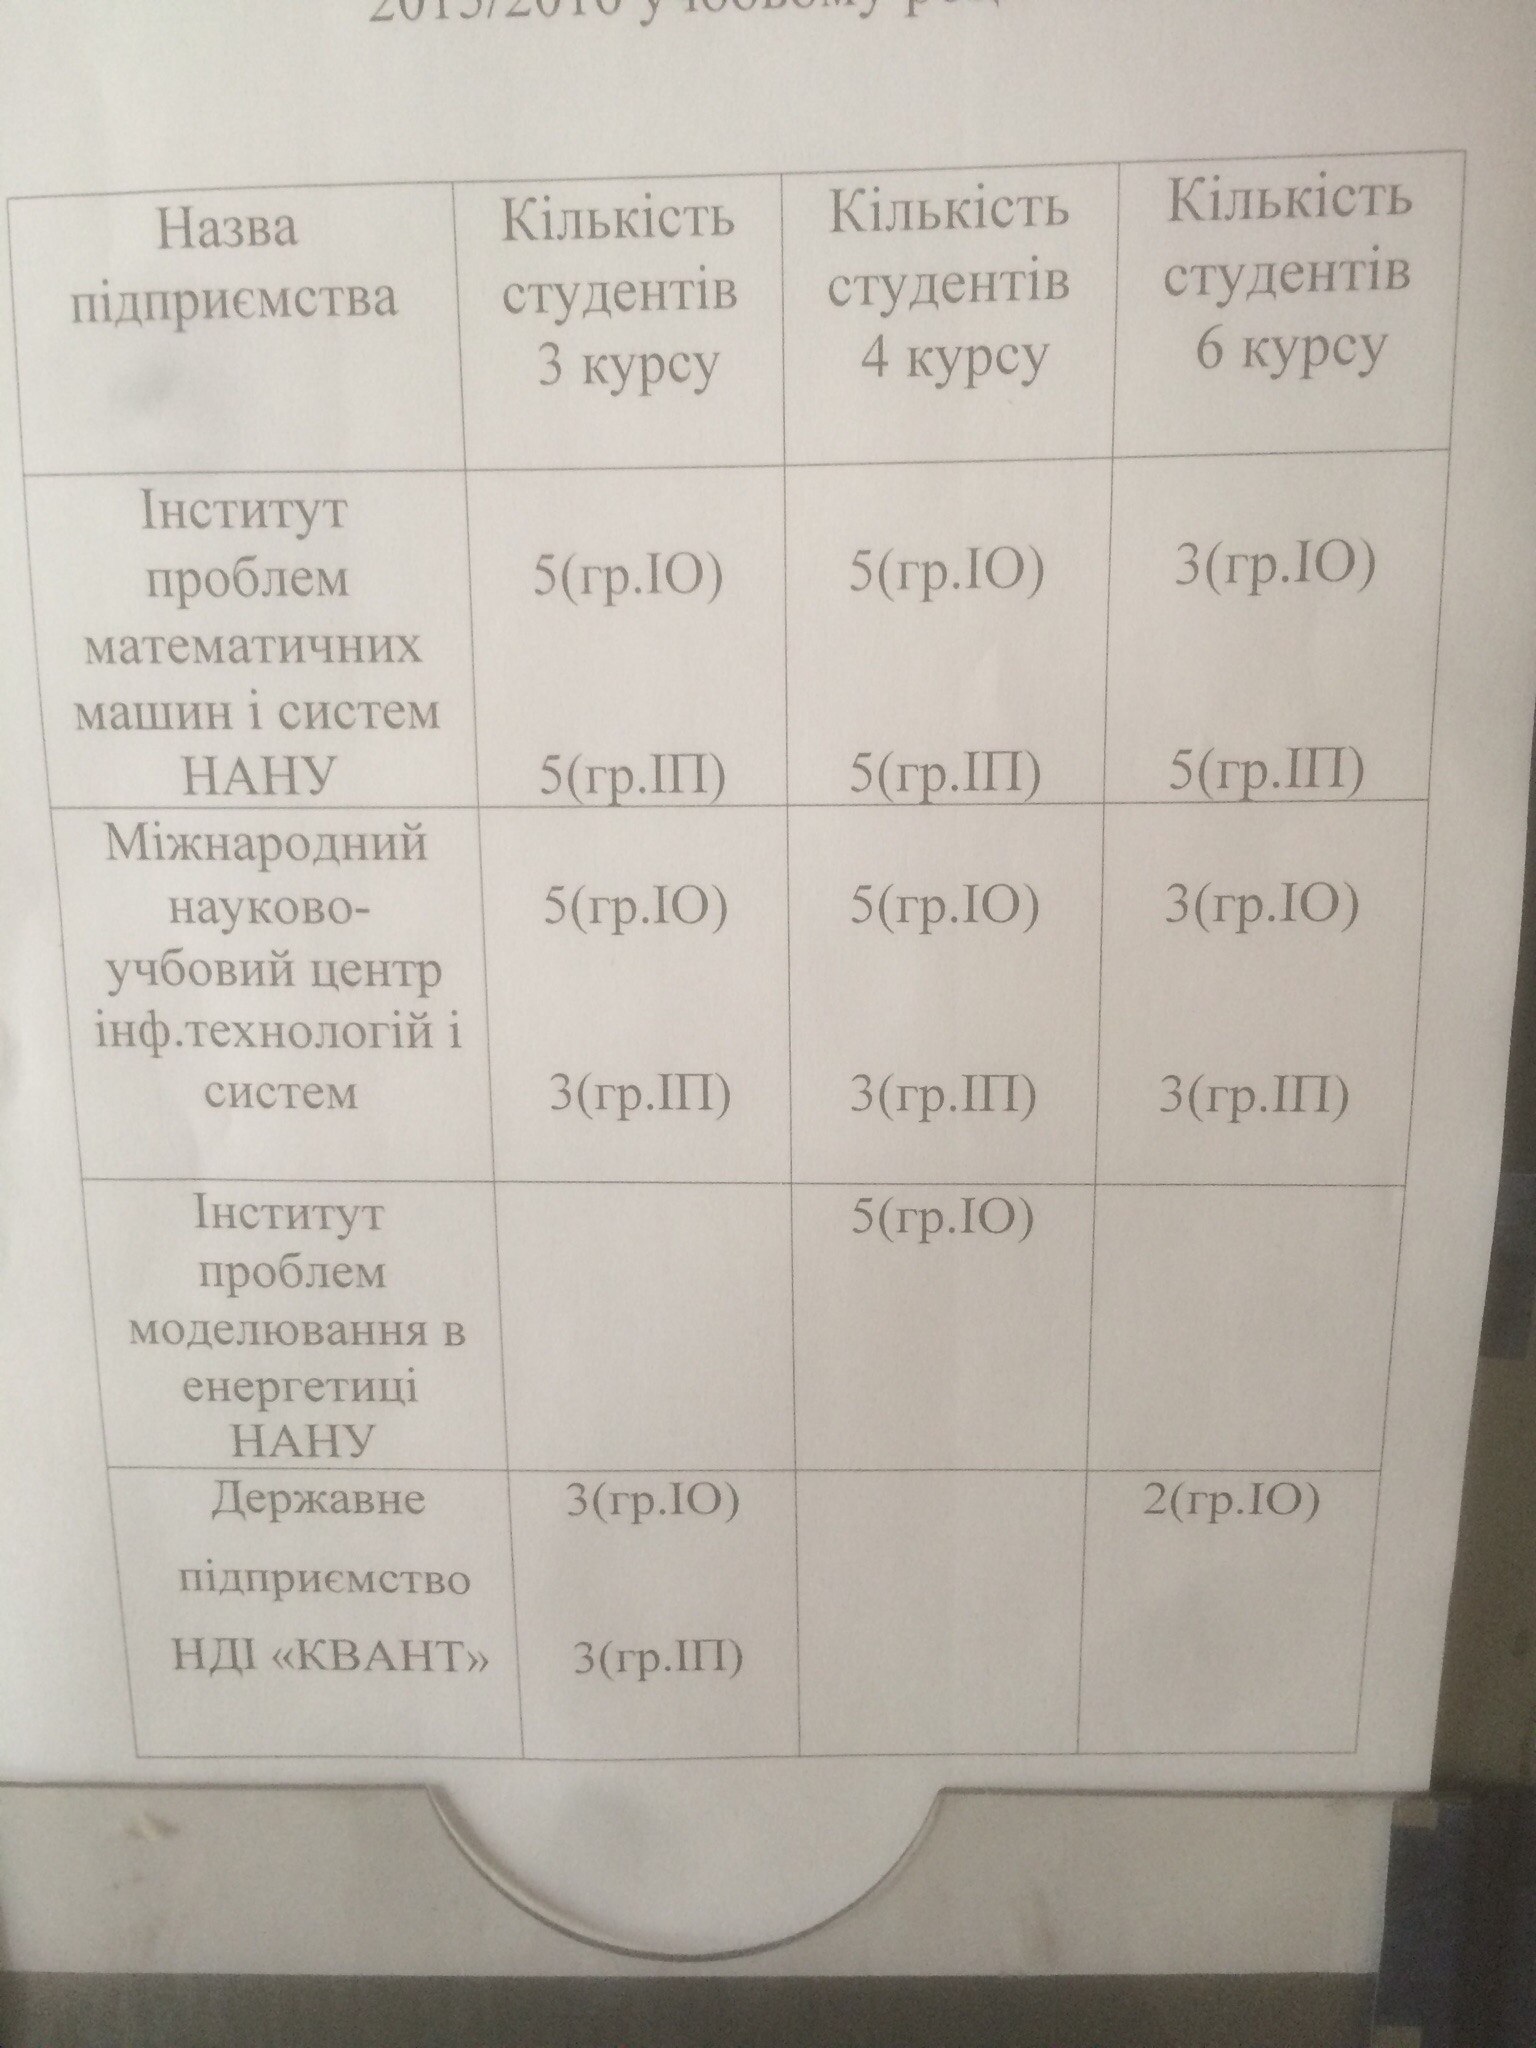 2015/2016 учбовому році
Назва
підприємства
Кількість
студентів
3 курсу
Кількість
студентів
4 курсу
Кількість
студентів
6 курсу
Інститут
проблем
математичних
машин і систем
НАНУ
5(гр.ІО)
5(гр.ІП)
5(гр.ІО)
5(гр.ІП)
3(гр.ІО)
5(гр.ІП)
Міжнародний
науково-
учбовий центр
інф.технологій і
систем
5(гр.ІО)
3(гр.ІП)
5(гр.ІО)
3(гр.ІП)
3(гр.ІО)
3(гр.ІП)
Інститут
проблем
моделювання в
енергетиці
НАНУ
5(гр.ІО)
Державне
підприємство
НДІ «КВАНТ»
3(гр.ІО)
3(гр.ІП)
2(гр.ІО)